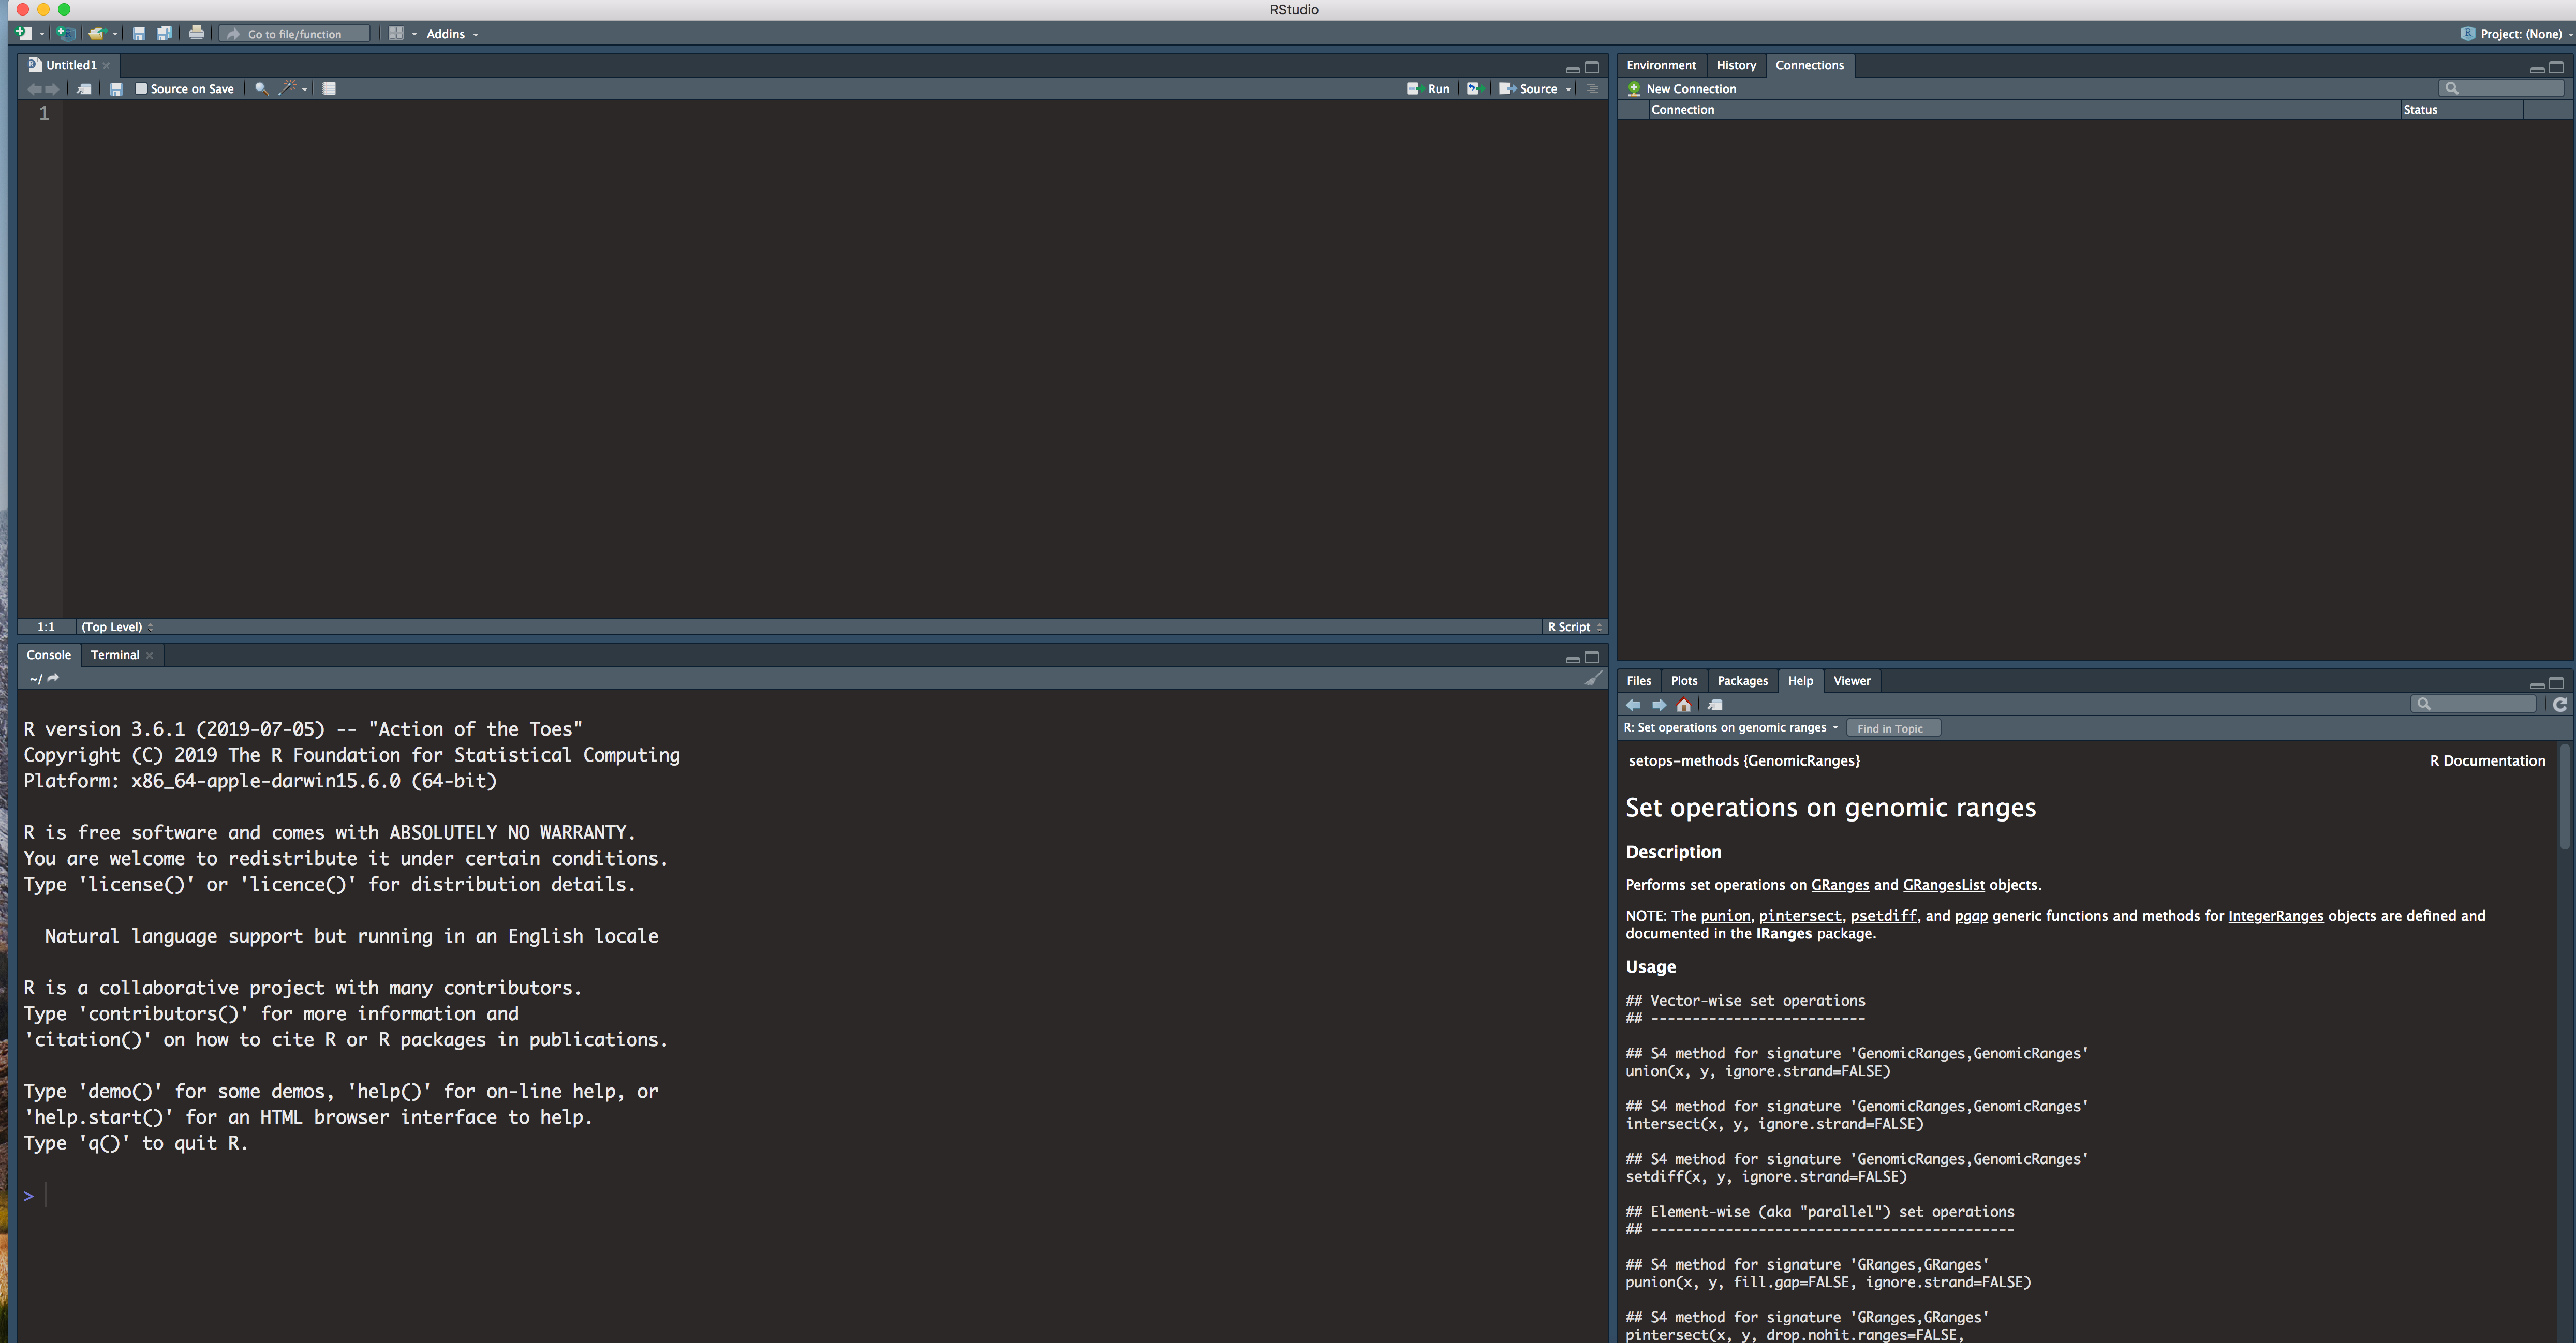 RStudio
Go to file/function
Addins
Project: (None)
Untitled1
Source on Save
Run
Source
1
1:1
(Top Level)
R Script
Console
Terminal
~/
R version 3.6.1 (2019-07-05) -- "Action of the Toes"
Copyright (C) 2019 The R Foundation for Statistical Computing
Platform: x86_64-apple-darwin15.6.0 (64-bit)
R is free software and comes with ABSOLUTELY NO WARRANTY.
You are welcome to redistribute it under certain conditions.
Type 'license()' or 'licence()' for distribution details.
Natural language support but running in an English locale
R is a collaborative project with many contributors.
Type 'contributors()' for more information and
'citation()' on how to cite R or R packages in publications.
Type 'demo()' for some demos, 'help()' for on-line help, or
'help.start()' for an HTML browser interface to help.
Type 'q()' to quit R.
>
Environment
History
Connections
New Connection
Connection
Status
Files
Plots
Packages
Help
Viewer
R: Set operations on genomic ranges
Find in Topic
setops-methods {GenomicRanges}
R Documentation
Set operations on genomic ranges
Description
Performs set operations on GRanges and GRangesList objects.
NOTE: The punion, pintersect, psetdiff, and pgap generic functions and methods for IntegerRanges objects are defined and
documented in the IRanges package.
Usage
## Vector-wise set operations
## --------------------------
## S4 method for signature 'GenomicRanges,GenomicRanges'
union(x, y, ignore.strand=FALSE)
## S4 method for signature 'GenomicRanges,GenomicRanges'
intersect(x, y, ignore.strand=FALSE)
## S4 method for signature 'GenomicRanges,GenomicRanges'
setdiff(x, y, ignore.strand=FALSE)
## Element-wise (aka "parallel") set operations
## --------------------------------------------
## S4 method for signature 'GRanges,GRanges'
punion(x, y, fill.gap=FALSE, ignore.strand=FALSE)
## S4 method for signature 'GRanges,GRanges'
pintersect(x, y, drop.nohit.ranges=FALSE,